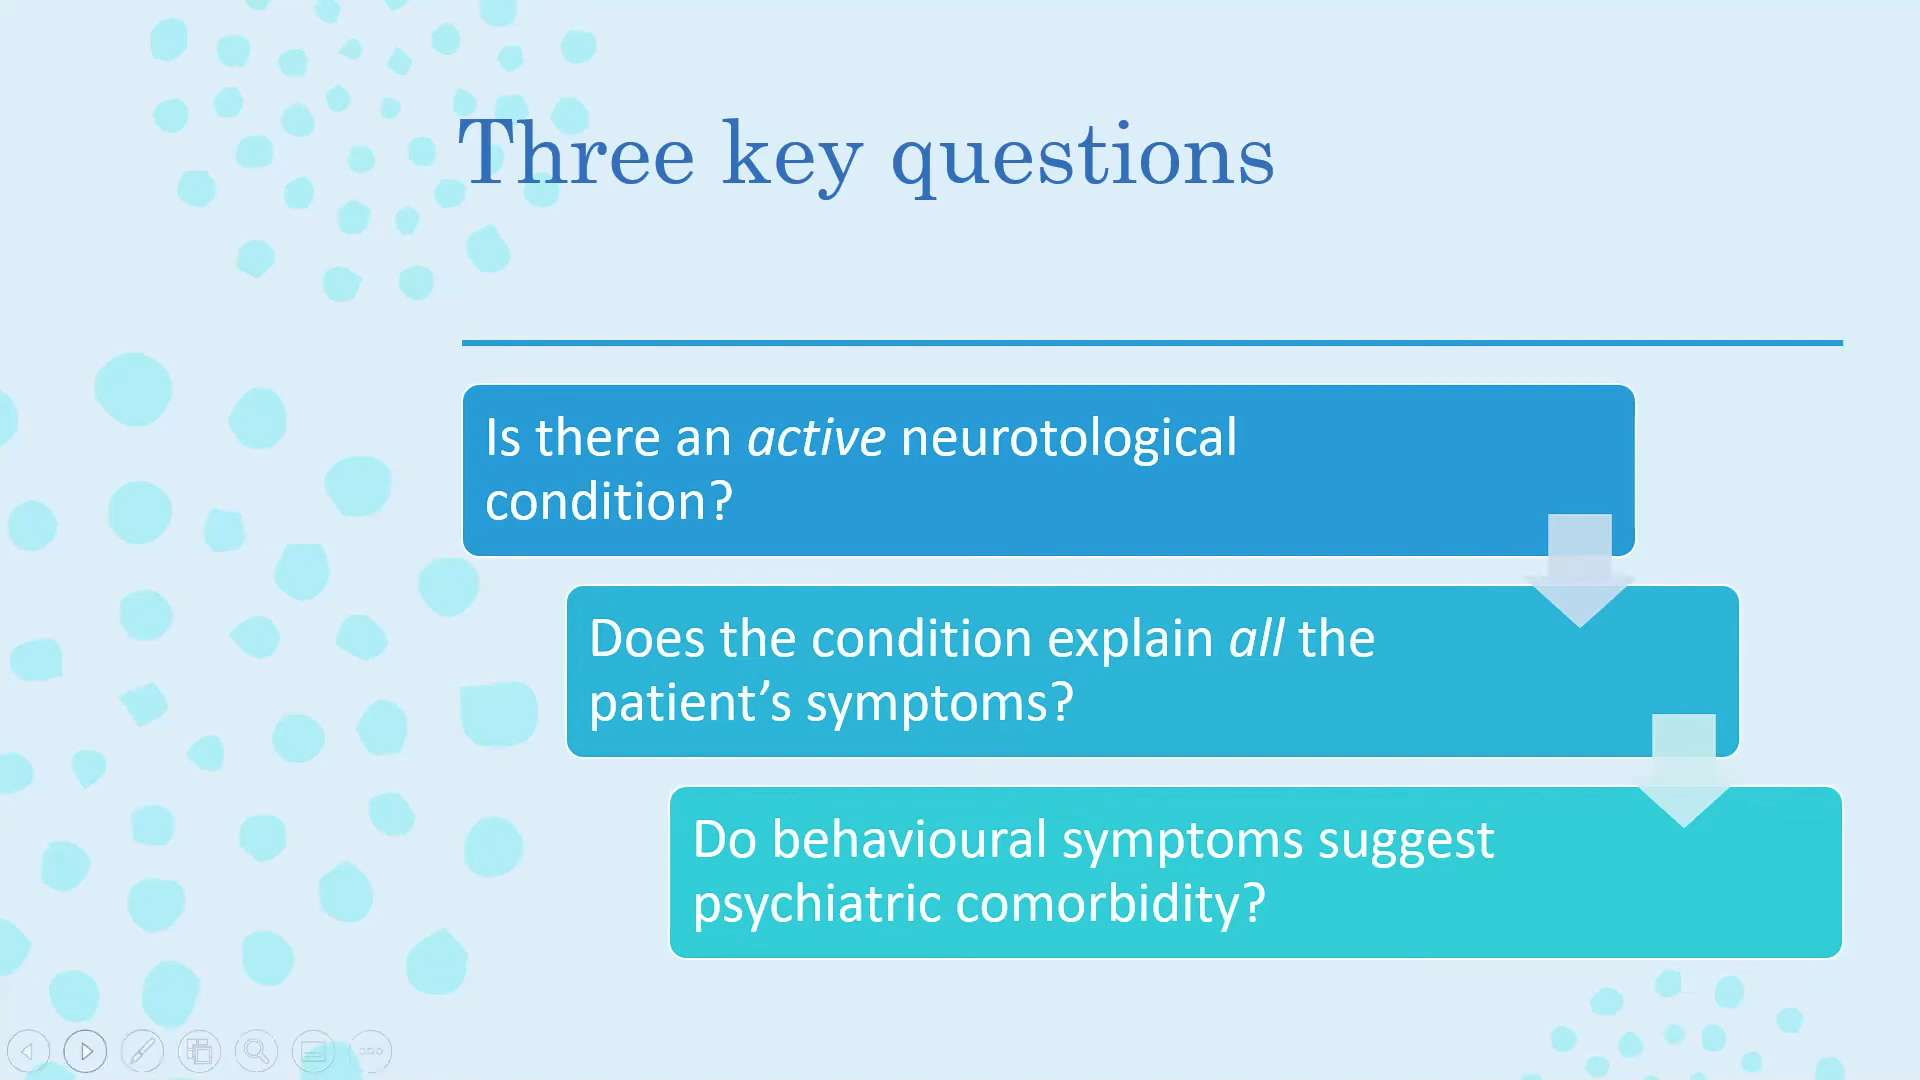 Three key questions
Is there an active neurotological
condition?
Does the condition explain all the
patient’s symptoms?
Do behavioural symptoms suggest
psychiatric comorbidity?